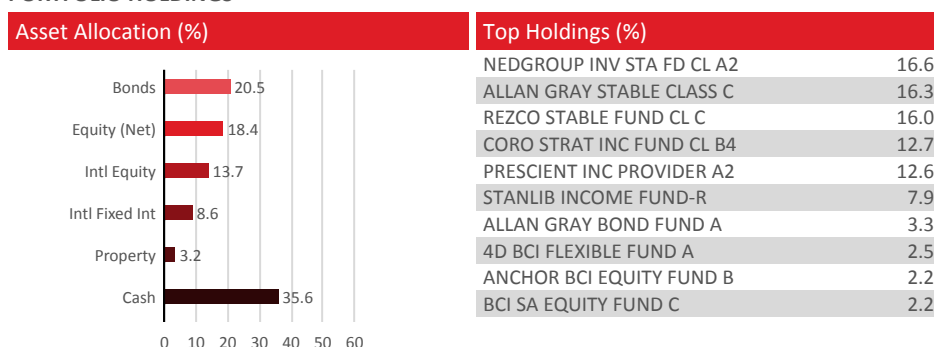 PORTFOLIO HOLDINGS
Asset Allocation (%)
Bonds 20.5
Equity (Net) 18.4
Intl Equity 13.7
Intl Fixed Int 8.6
Property 3.2
Cash 35.6
0 10 20 30 40 50 60
Top Holdings (%)
NEDGROUP INV STA FD CL A2 16.6
ALLAN GRAY STABLE CLASS C 16.3
REZCO STABLE FUND CL C 16.0
CORO STRAT INC FUND CL B4 12.7
PRESCIENT INC PROVIDER A2 12.6
STANLIB INCOME FUND-R 7.9
ALLAN GRAY BOND FUND A 3.3
4D BCI FLEXIBLE FUND A 2.5
ANCHOR BCI EQUITY FUND B 2.2
BCI SA EQUITY FUND C 2.2